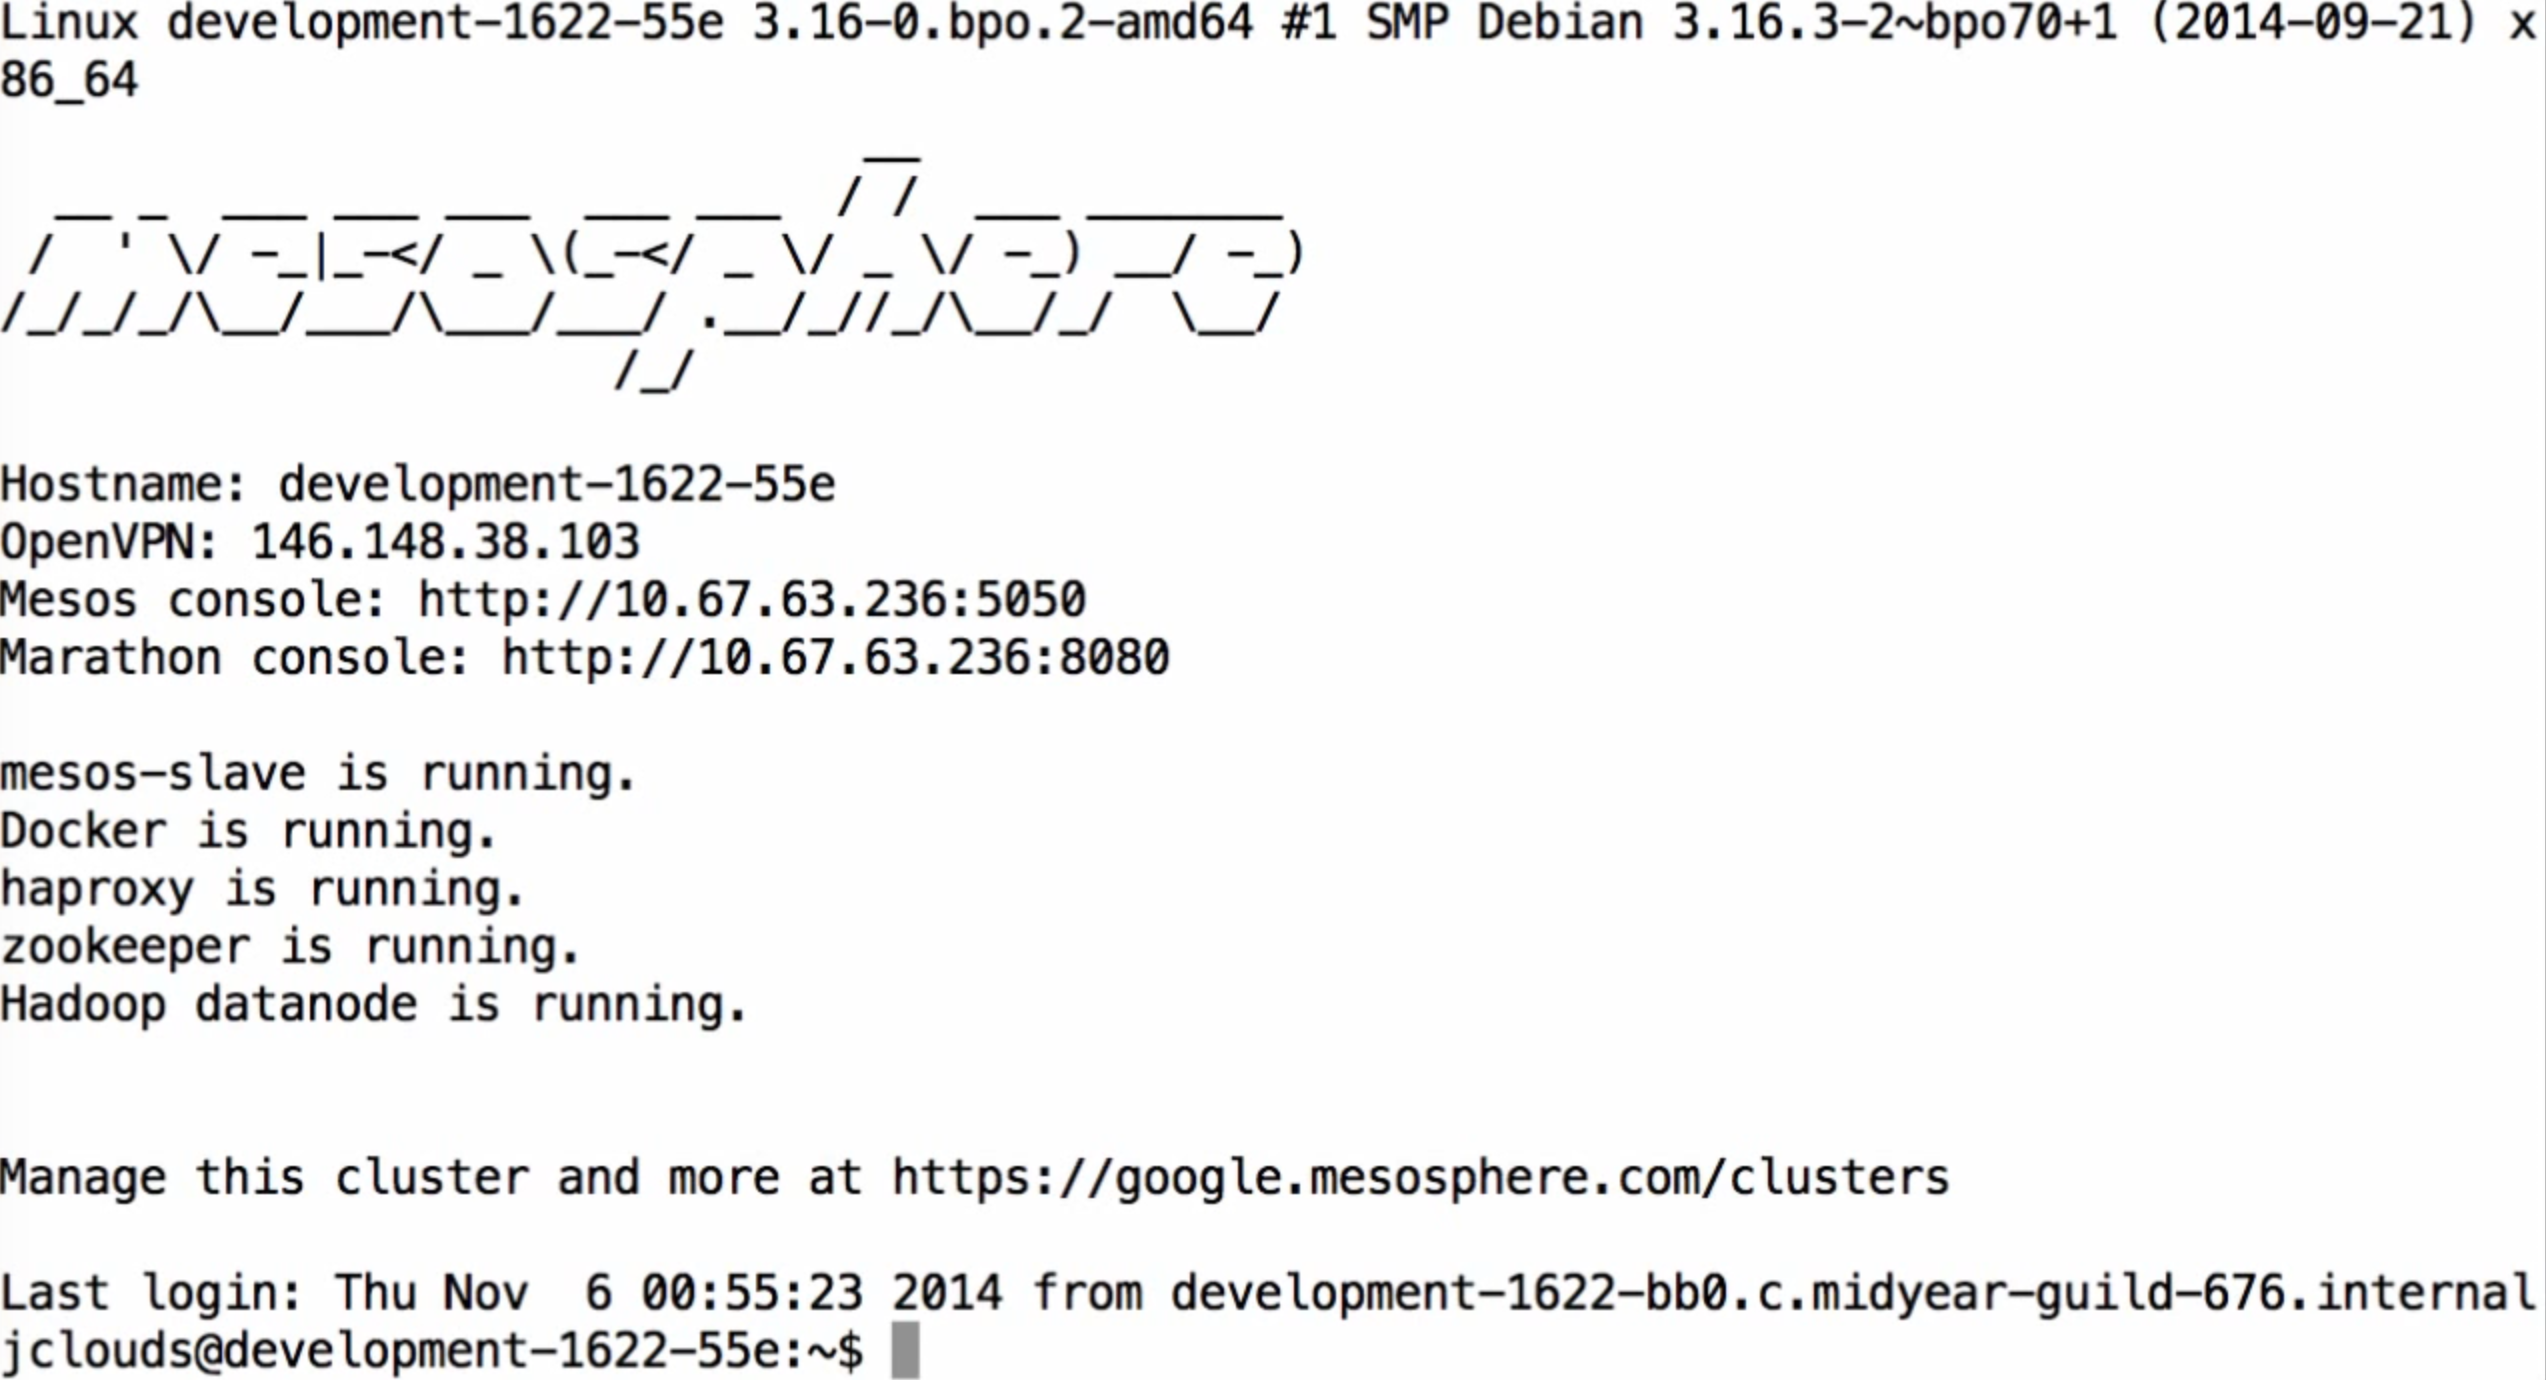 Linux development-1622-55e 3.16-0.bpo.2-amd64 #1 SMP Debian 3.16.3-2~bpo70+1 (2014-09-21) x
86_64
mesosphere
Hostname: development-1622-55e
OpenVPN: 146.148.38.103
Mesos console: http://10.67.63.236:5050
Marathon console: http://10.67.63.236:8080
mesos-slave is running.
Docker is running.
haproxy is running.
zookeeper is running.
Hadoop datanode is running.
Manage this cluster and more at https://google.mesosphere.com/clusters
Last login: Thu Nov  6 00:55:23 2014 from development-1622-bb0.c.midyear-guild-676.internal
jclouds@development-1622-55e:~$